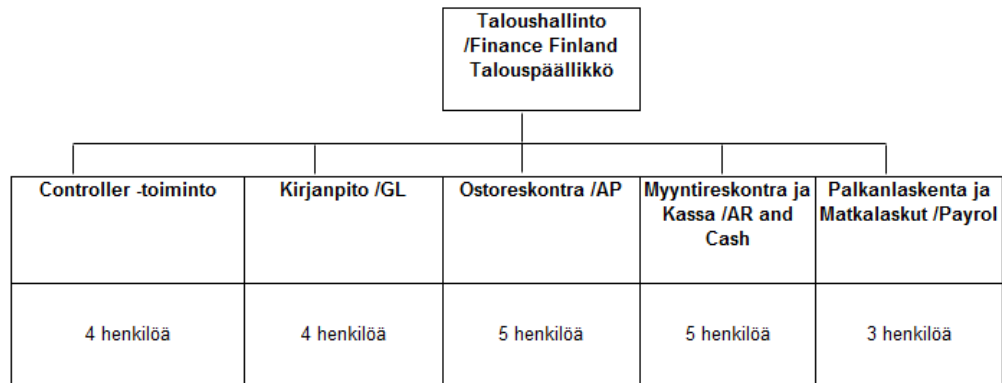 Taloushallinto
/Finance Finland
Talouspäällikkö
Controller -toiminto
Kirjanpito /GL
Ostoreskontra /AP
Myyntireskontra ja
Kassa /AR and
Cash
Palkanlaskenta ja
Matkalaskut /Payrol
4 henkilöä
4 henkilöä
5 henkilöä
5 henkilöä
3 henkilöä